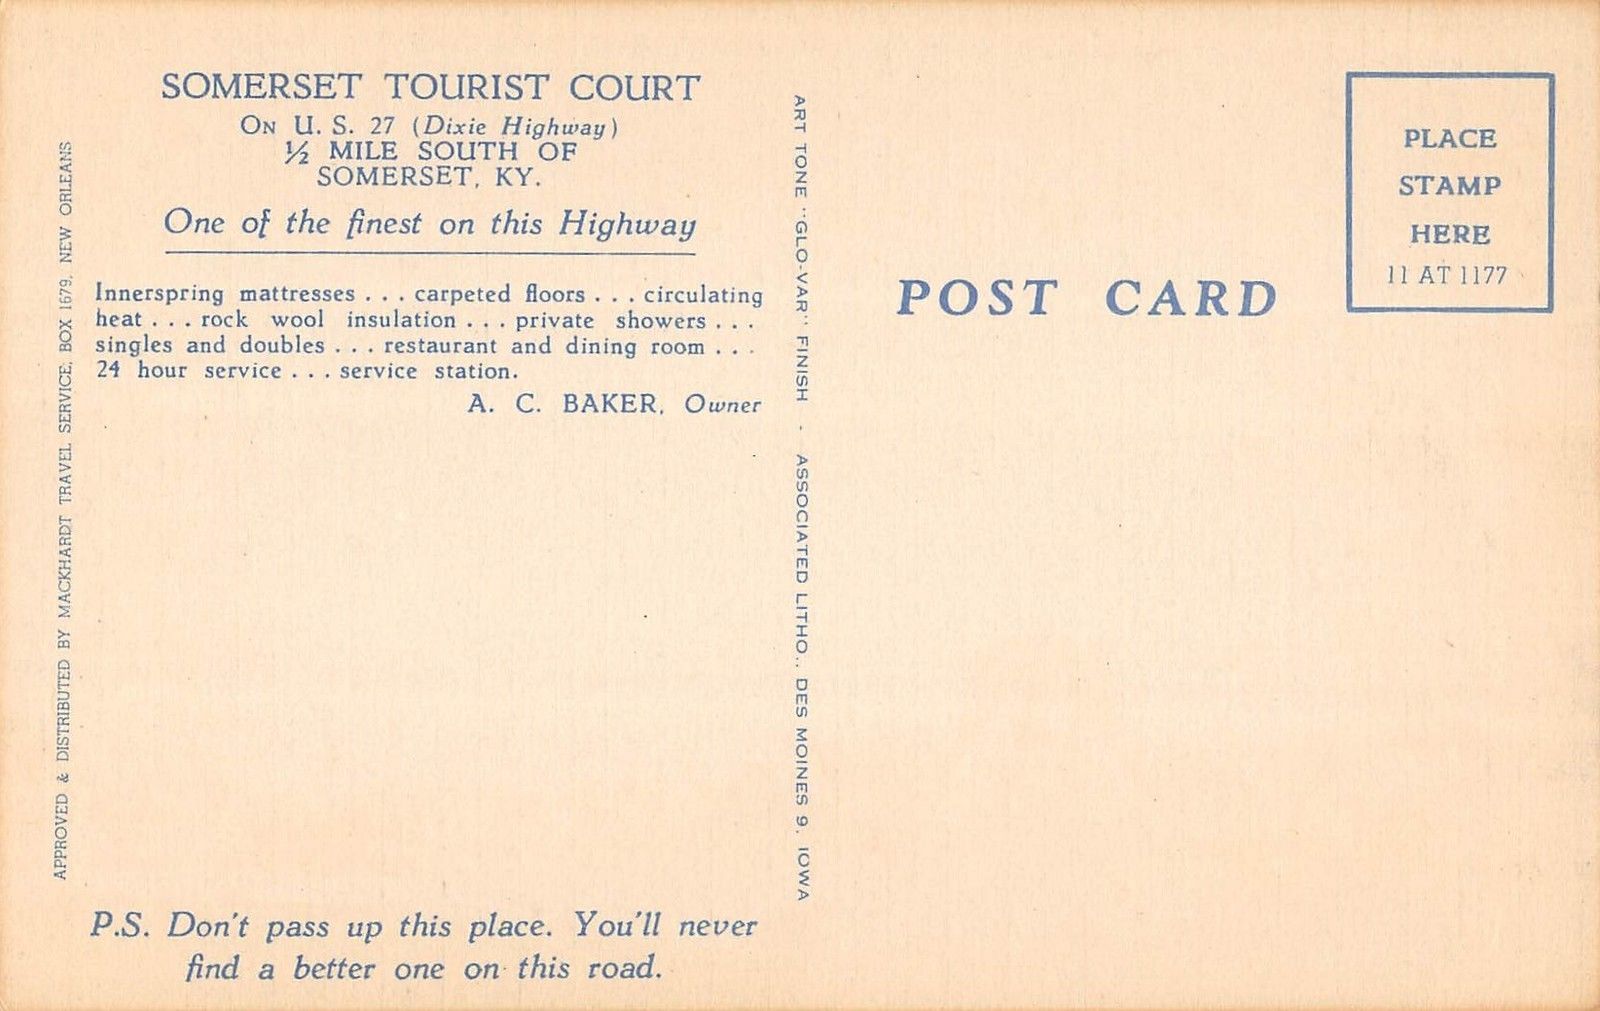 SOMERSET TOURIST COURT
ON U. S. 27 (Dixie Highway)
½ MILE SOUTH OF
SOMERSET, KY.
One of the finest on this Highway
Innerspring mattresses . . . carpeted floors . . . circulating
heat . . . rock wool insulation . . . private showers . . .
singles and doubles . . . restaurant and dining room . . .
24 hour service . . . service station.
A. C. BAKER, Owner
P.S. Don't pass up this place. You'll never
find a better one on this road.
APPROVED & DISTRIBUTED BY MACKHARDT TRAVEL SERVICE, BOX 1679, NEW ORLEANS
ART TONE "GLO-VAR" FINISH - ASSOCIATED LITHO., DES MOINES 9, IOWA
POST CARD
PLACE
STAMP
HERE
11 AT 1177